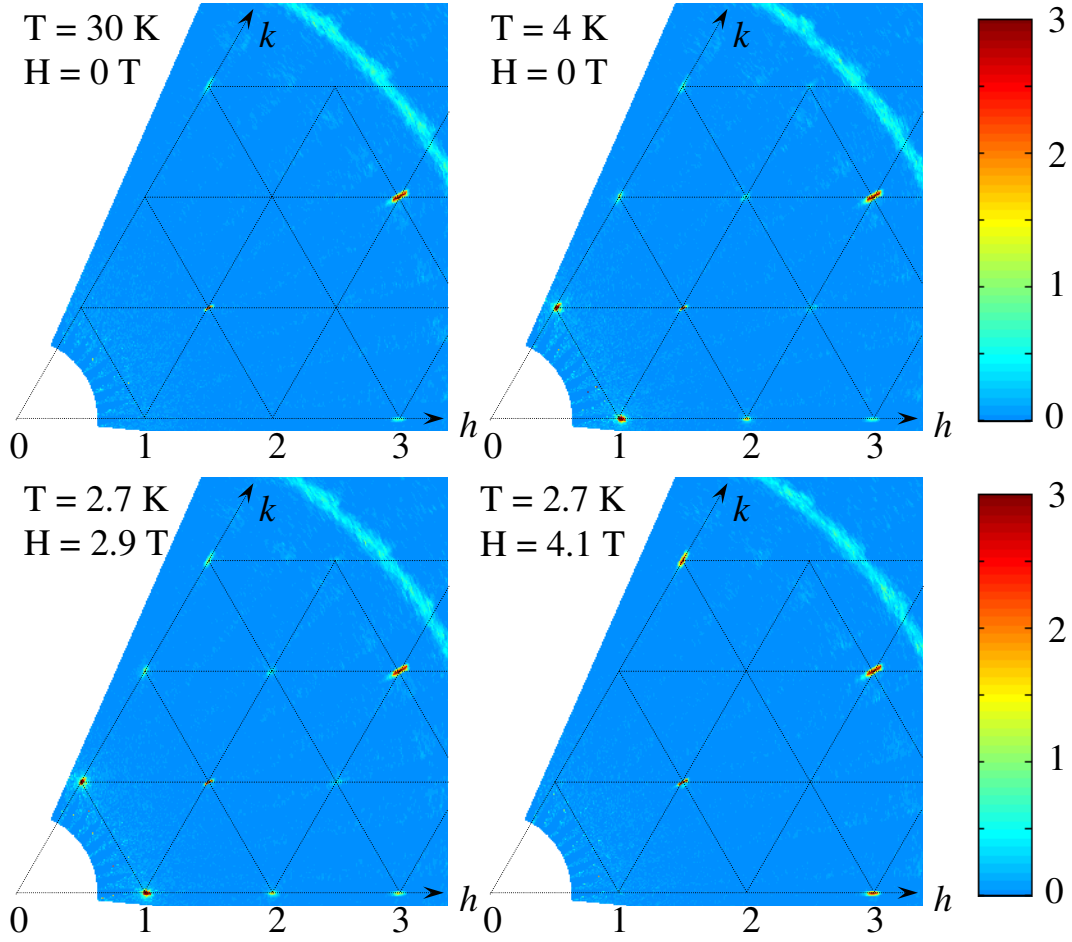 T = 30 K
H = 0 T
k
h
0 1 2 3
T = 4 K
H = 0 T
k
h
0 1 2 3
3
2
1
0
T = 2.7 K
H = 2.9 T
k
h
0 1 2 3
T = 2.7 K
H = 4.1 T
k
h
0 1 2 3
3
2
1
0